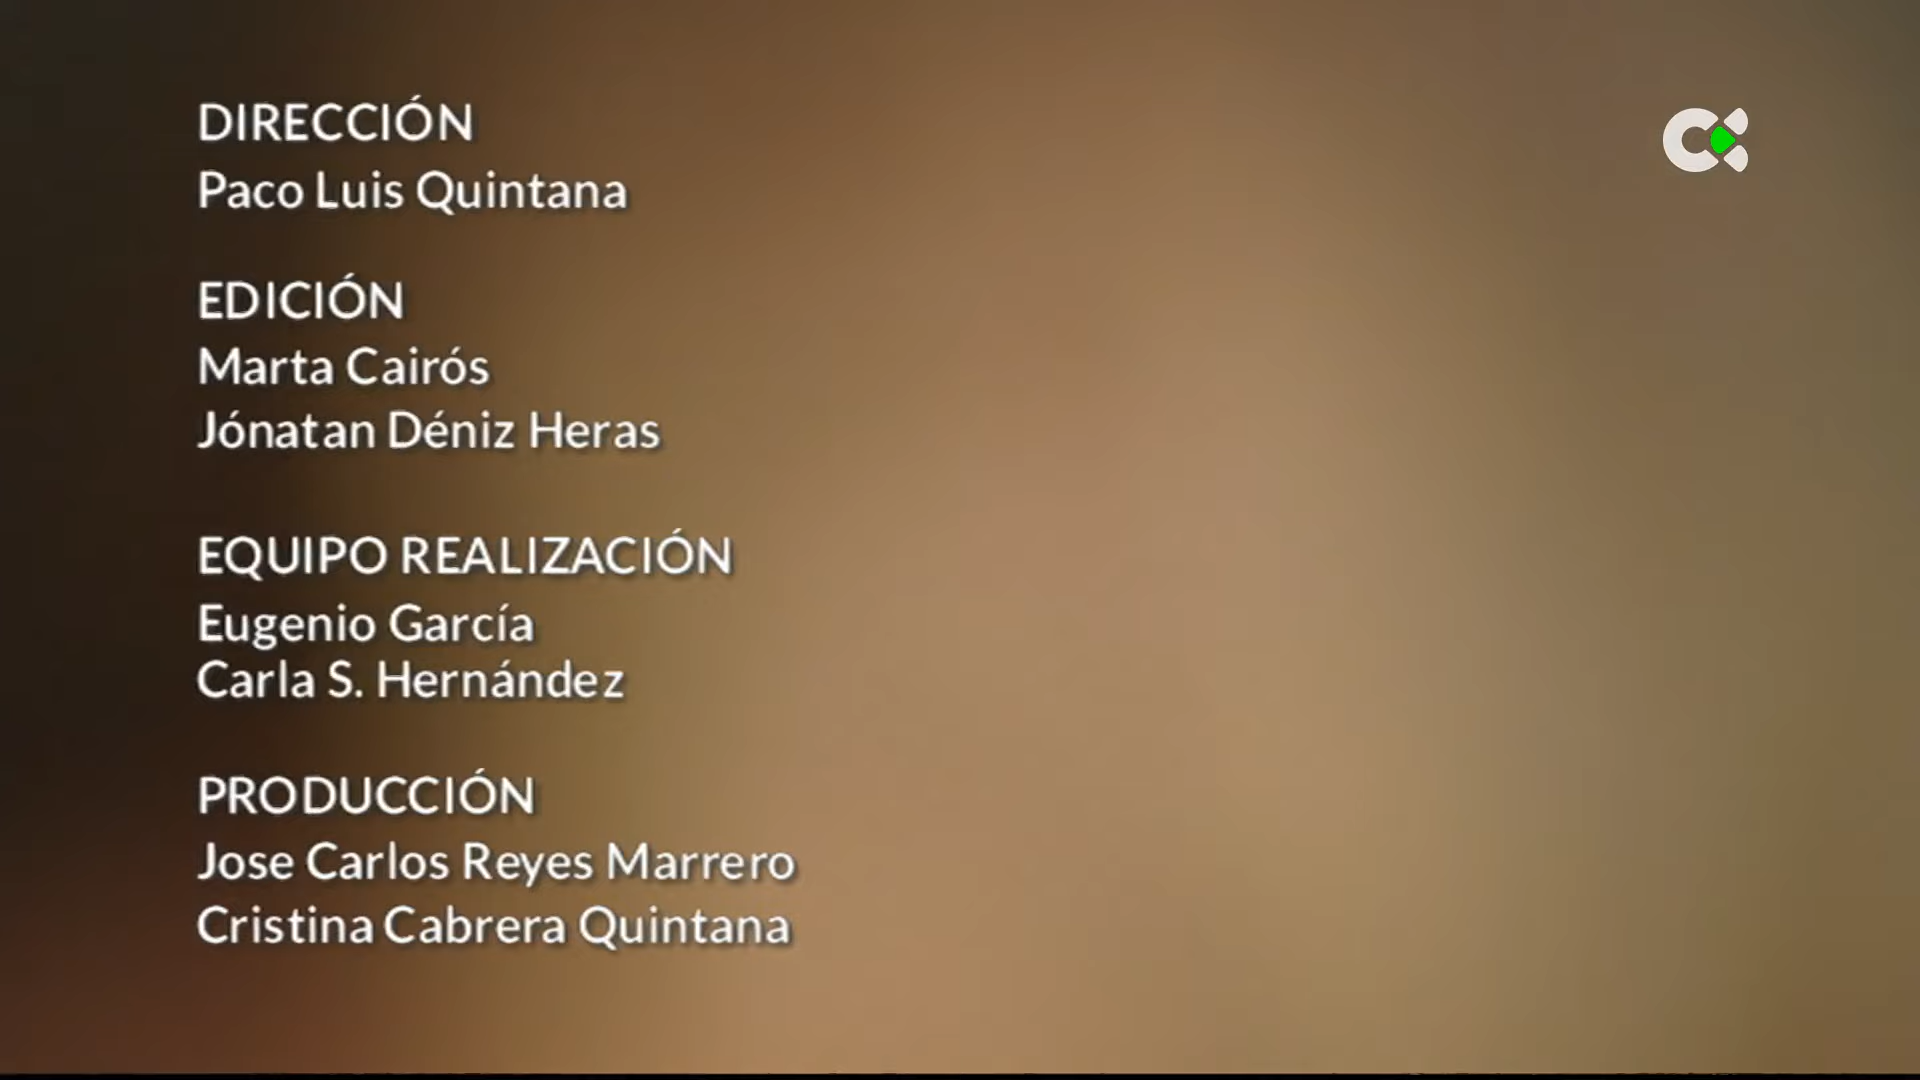 DIRECCIÓN
Paco Luis Quintana
EDICIÓN
Marta Cairós
Jónatan Déniz Heras
EQUIPO REALIZACIÓN
Eugenio García
Carla S. Hernández
PRODUCCIÓN
Jose Carlos Reyes Marrero
Cristina Cabrera Quintana